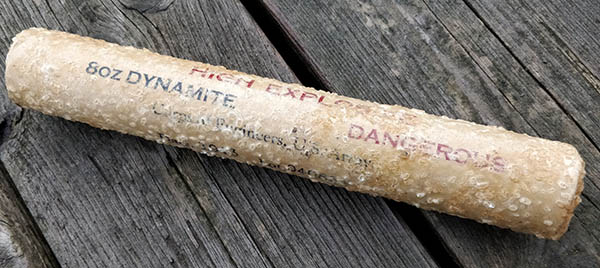 HIGH EXPLOSIVE
8oz DYNAMITE
DANGEROUS
Corps of Engineers, U.S. Army